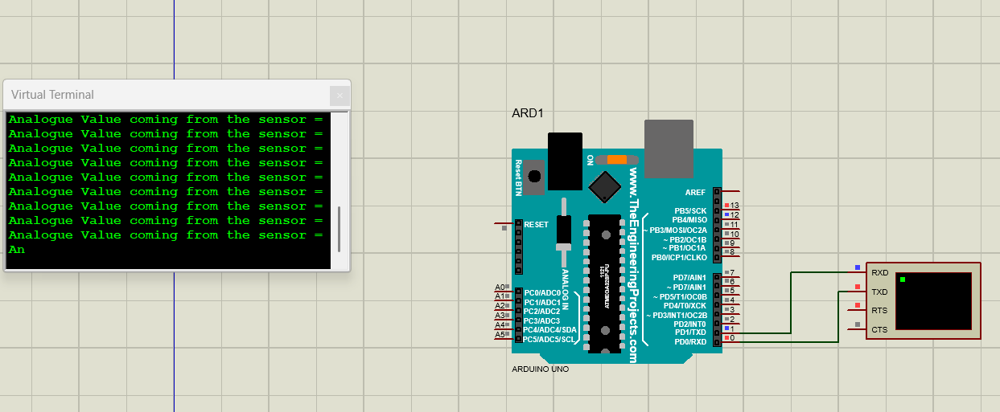 Virtual Terminal
Analogue Value coming from the sensor =
Analogue Value coming from the sensor =
Analogue Value coming from the sensor =
Analogue Value coming from the sensor =
Analogue Value coming from the sensor =
Analogue Value coming from the sensor =
Analogue Value coming from the sensor =
Analogue Value coming from the sensor =
Analogue Value coming from the sensor =
An
ARD1
Reset BTN
ON
www.TheEngineeringProjects.com
RESET
ANALOG IN
1121
ATMEGA328P-PU
A0
PC0/ADC0
A1
PC1/ADC1
A2
PC2/ADC2
A3
PC3/ADC3
A4
PC4/ADC4/SDA
A5
PC5/ADC5/SCL
AREF
PB5/SCK
13
PB4/MISO
12
~ PB3/MOSI/OC2A
11
~ PB2/OC1B
10
~ PB1/OC1A
9
PB0/ICP1/CLKO
8
PD7/AIN1
7
~ PD7/AIN1
6
~ PD5/T1/OC0B
5
PD4/T0/XCK
4
~ PD3/INT1/OC2B
3
PD2/INT0
2
PD1/TXD
1
PD0/RXD
0
ARDUINO UNO
RXD
TXD
RTS
CTS